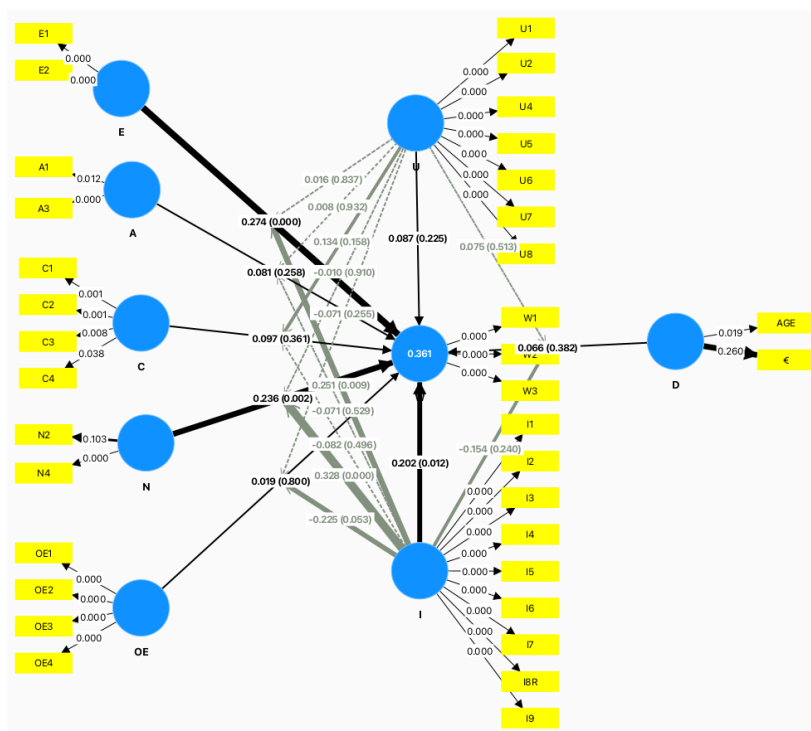 E1
0.000
E2
0.000
E
A1
0.012
A3
0.000
A
C1
0.001
C2
0.001
C3
0.008
C4
0.038
C
N2
0.103
N4
0.000
N
OE1
0.000
OE2
0.000
OE3
0.000
OE4
0.000
OE
0.274 (0.000)
0.081 (0.258)
0.097 (0.361)
0.236 (0.002)
0.019 (0.800)
0.016 (0.837)
0.008 (0.932)
0.134 (0.158)
-0.010 (0.910)
-0.071 (0.255)
0.251 (0.009)
-0.071 (0.529)
-0.082 (0.496)
0.328 (0.000)
-0.225 (0.053)
U
0.087 (0.225)
0.361
0.202 (0.012)
I
U1
0.000
U2
0.000
U4
0.000
U5
0.000
U6
0.000
U7
0.000
U8
0.000
0.075 (0.513)
W1
0.000
W2
0.000
W3
0.000
0.066 (0.382)
-0.154 (0.240)
I1
0.000
I2
0.000
I3
0.000
I4
0.000
I5
0.000
I6
0.000
I7
0.000
I8R
0.000
I9
0.000
D
0.019
AGE
0.260
€